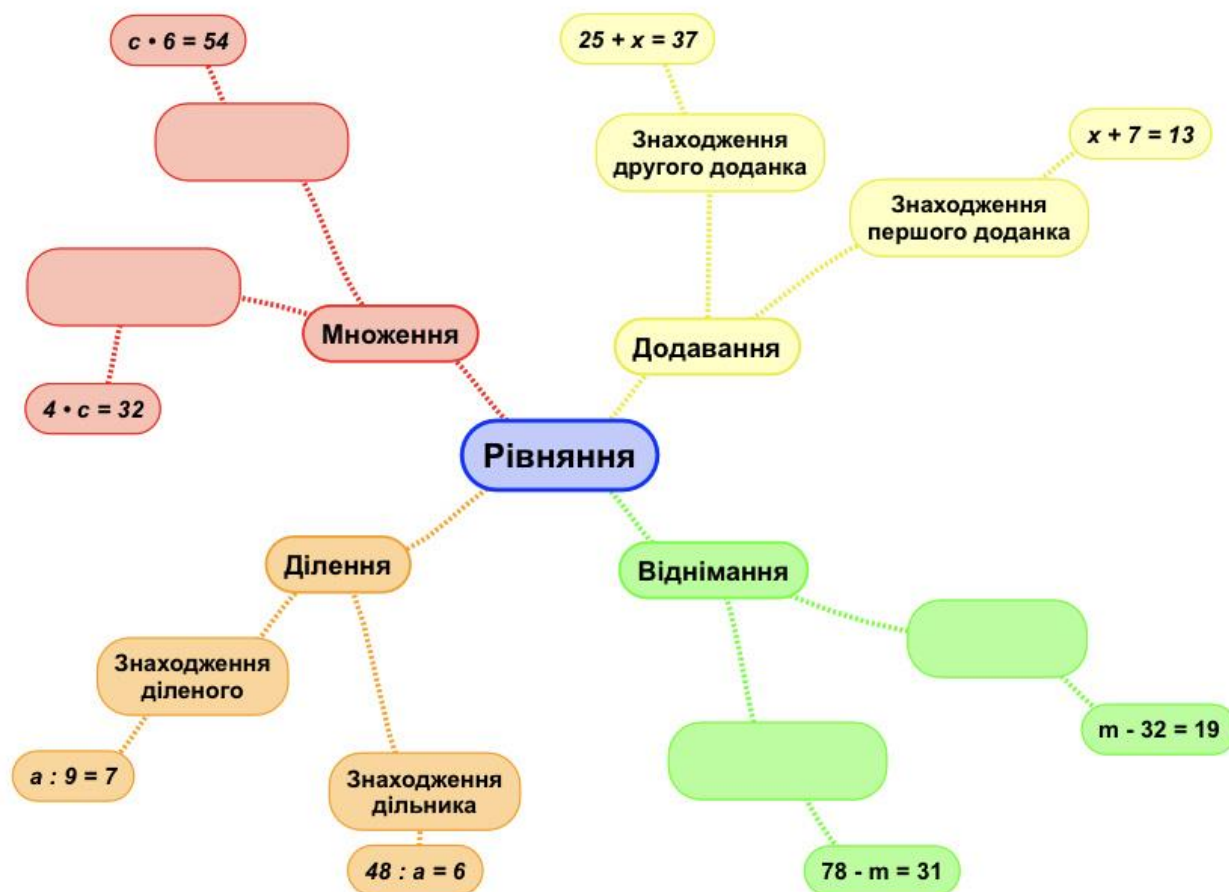 c • 6 = 54
25 + x = 37
x + 7 = 13
Знаходження
другого доданка
Знаходження
першого доданка
Множення
Додавання
4 • c = 32
Рівняння
Ділення
Віднімання
Знаходження
діленого
m - 32 = 19
a : 9 = 7
Знаходження
дільника
48 : a = 6
78 - m = 31